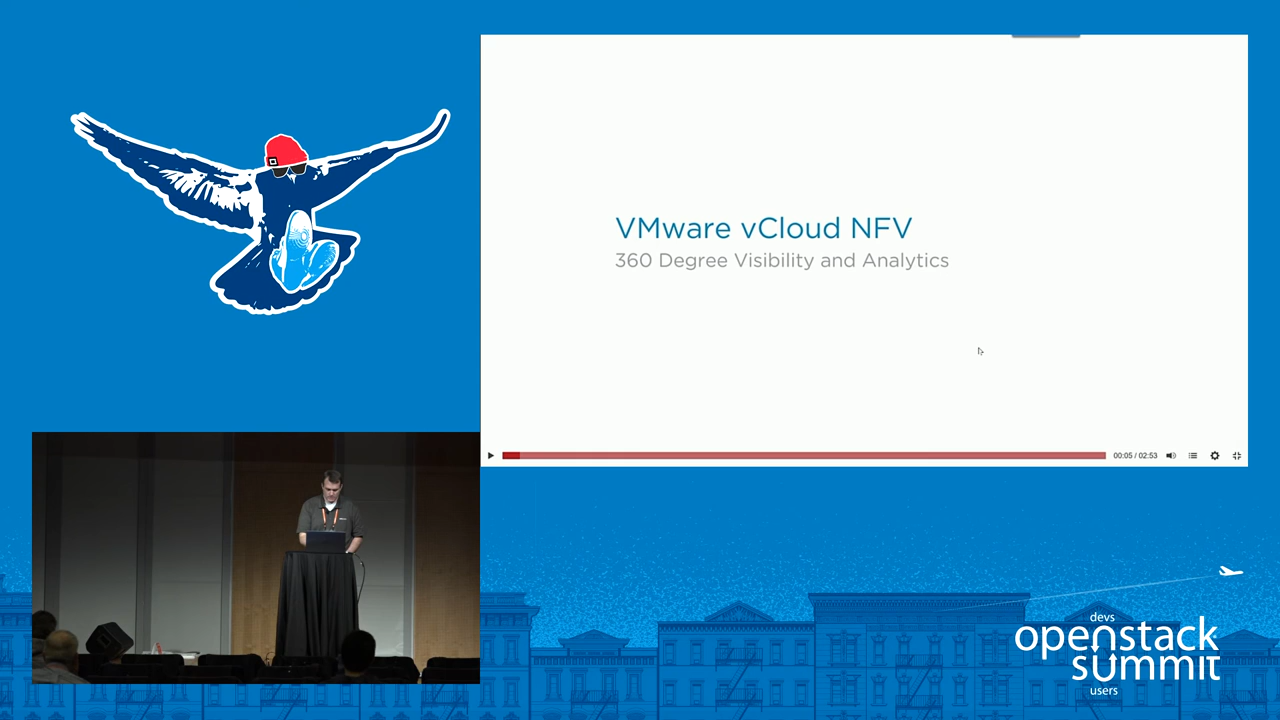 VMware vCloud NFV
360 Degree Visibility and Analytics
00:05 / 02:53
devs
openstack
summit
users